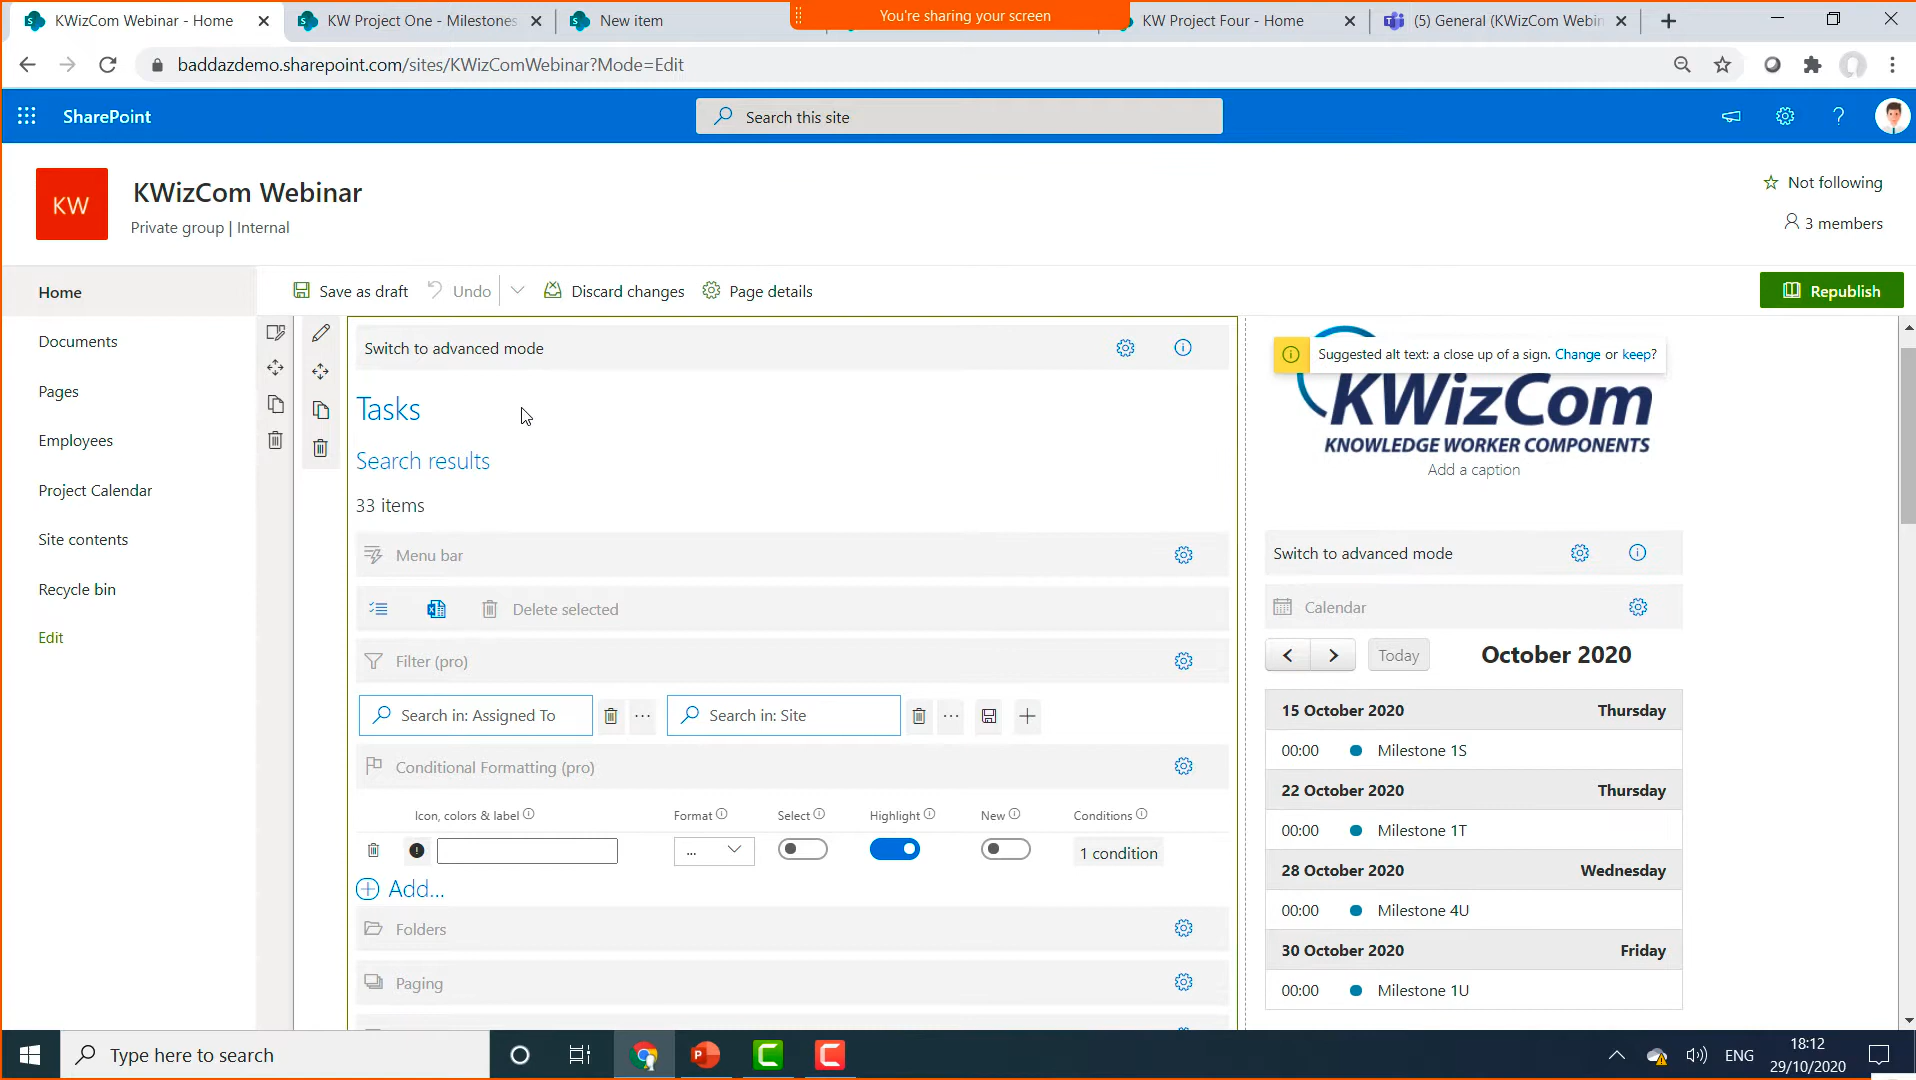 KWizCom Webinar - Home
KW Project One - Milestones
New item
You're sharing your screen
KW Project Four - Home
(5) General (KWizCom Webin
baddazdemo.sharepoint.com/sites/KWizComWebinar?Mode=Edit
SharePoint
Search this site
KW
KWizCom Webinar
Private group | Internal
Not following
3 members
Home
Documents
Pages
Employees
Project Calendar
Site contents
Recycle bin
Edit
Save as draft
Undo
Discard changes
Page details
Republish
Switch to advanced mode
Tasks
Search results
33 items
Menu bar
Delete selected
Filter (pro)
Search in: Assigned To
Search in: Site
Conditional Formatting (pro)
Icon, colors & label
Format
Select
Highlight
New
Conditions
...
1 condition
Add...
Folders
Paging
Suggested alt text: a close up of a sign. Change or keep?
KWizCom
KNOWLEDGE WORKER COMPONENTS
Add a caption
Switch to advanced mode
Calendar
Today
October 2020
15 October 2020 Thursday
00:00 Milestone 1S
22 October 2020 Thursday
00:00 Milestone 1T
28 October 2020 Wednesday
00:00 Milestone 4U
30 October 2020 Friday
00:00 Milestone 1U
Type here to search
ENG
18:12
29/10/2020